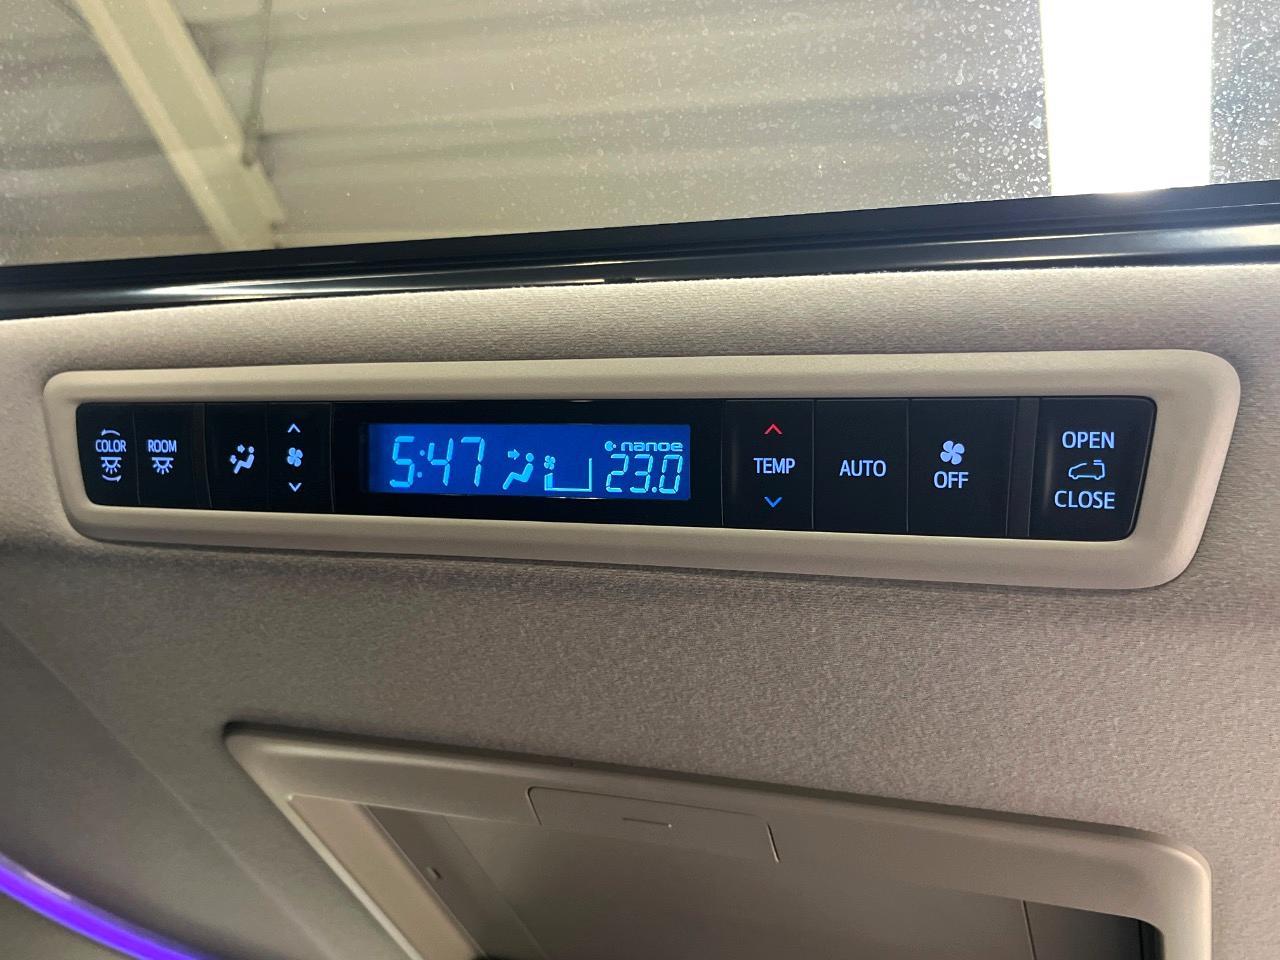 COLOR
ROOM
5:47
nanoe
23.0
TEMP
AUTO
OFF
OPEN
CLOSE